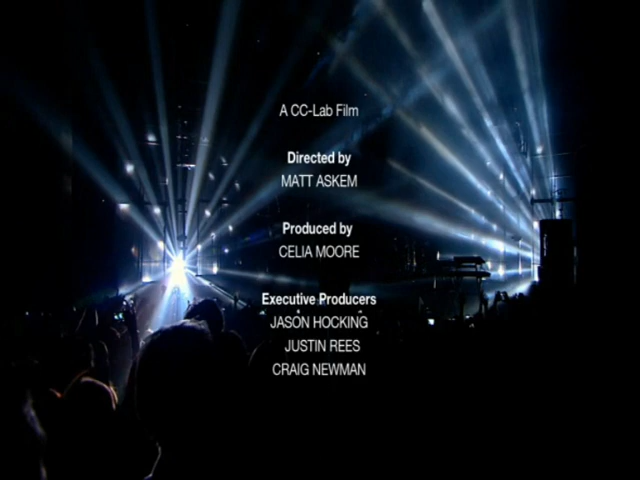 A CC-Lab Film
Directed by
MATT ASKEM
Produced by
CELIA MOORE
Executive Producers
JASON HOCKING
JUSTIN REES
CRAIG NEWMAN